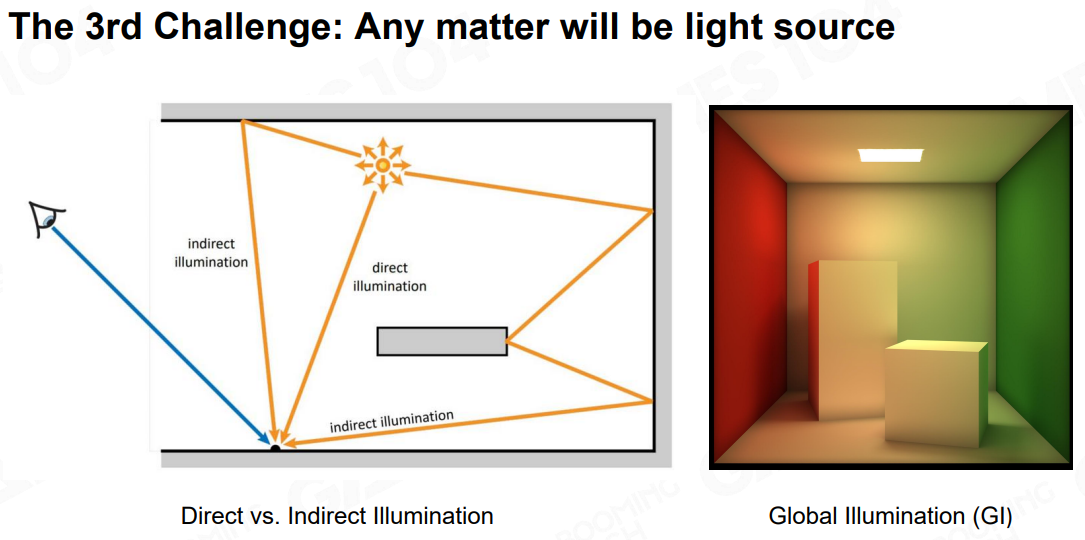 The 3rd Challenge: Any matter will be light source
indirect
illumination
direct
illumination
indirect illumination
Direct vs. Indirect Illumination
Global Illumination (GI)